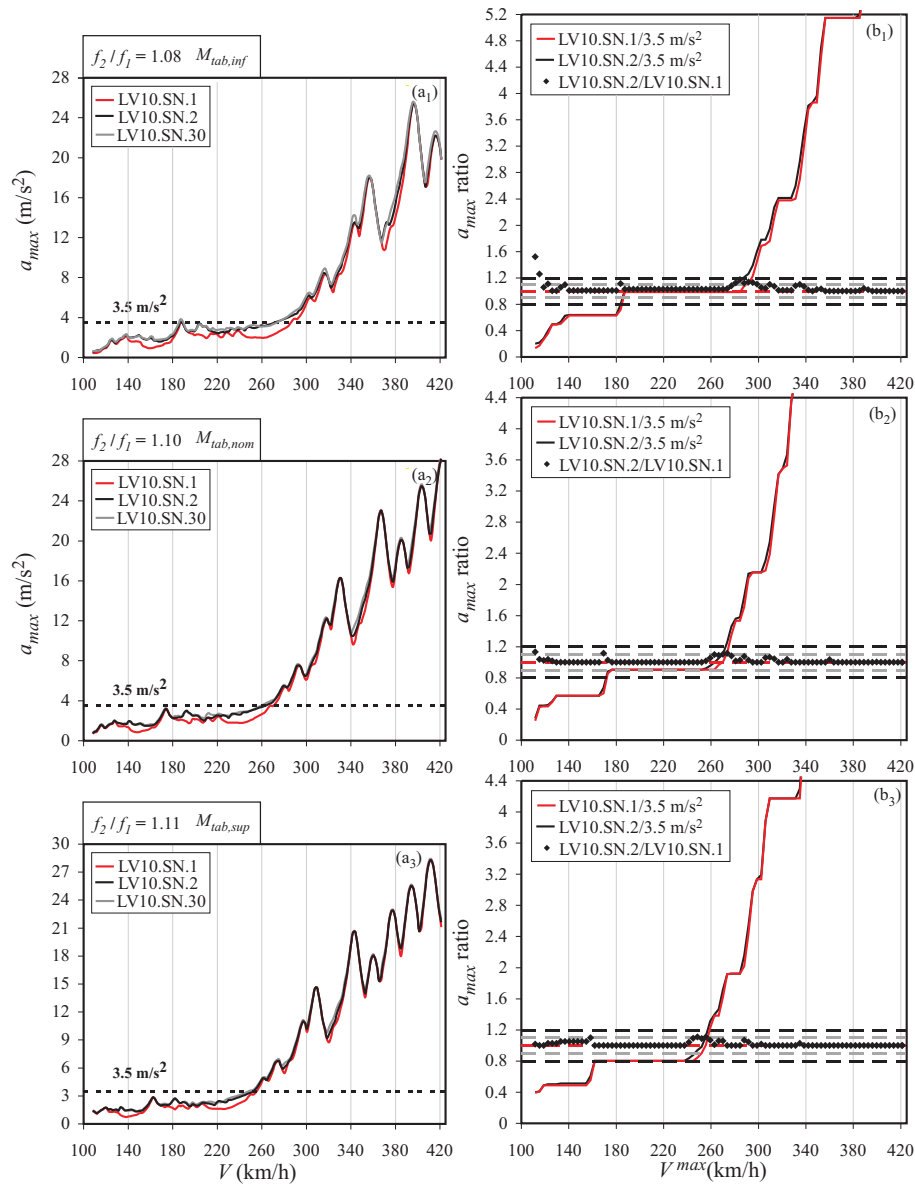 f2 / f1 = 1.08 Mtab,inf
(a1)
LV10.SN.1
LV10.SN.2
LV10.SN.30
3.5 m/s²
amax (m/s²)
28
24
20
16
12
8
4
0
100 140 180 220 260 300 340 380 420
(b1)
LV10.SN.1/3.5 m/s²
LV10.SN.2/3.5 m/s²
LV10.SN.2/LV10.SN.1
amax ratio
5.2
4.8
4.4
4
3.6
3.2
2.8
2.4
2
1.6
1.2
0.8
0.4
0
100 140 180 220 260 300 340 380 420
f2 / f1 = 1.10 Mtab,nom
(a2)
LV10.SN.1
LV10.SN.2
LV10.SN.30
3.5 m/s²
amax (m/s²)
28
24
20
16
12
8
4
0
100 140 180 220 260 300 340 380 420
(b2)
LV10.SN.1/3.5 m/s²
LV10.SN.2/3.5 m/s²
LV10.SN.2/LV10.SN.1
amax ratio
4.4
4
3.6
3.2
2.8
2.4
2
1.6
1.2
0.8
0.4
0
100 140 180 220 260 300 340 380 420
f2 / f1 = 1.11 Mtab,sup
(a3)
LV10.SN.1
LV10.SN.2
LV10.SN.30
3.5 m/s²
amax (m/s²)
30
27
24
21
18
15
12
9
6
3
0
100 140 180 220 260 300 340 380 420
V (km/h)
(b3)
LV10.SN.1/3.5 m/s²
LV10.SN.2/3.5 m/s²
LV10.SN.2/LV10.SN.1
amax ratio
4.4
4
3.6
3.2
2.8
2.4
2
1.6
1.2
0.8
0.4
0
100 140 180 220 260 300 340 380 420
Vmax(km/h)